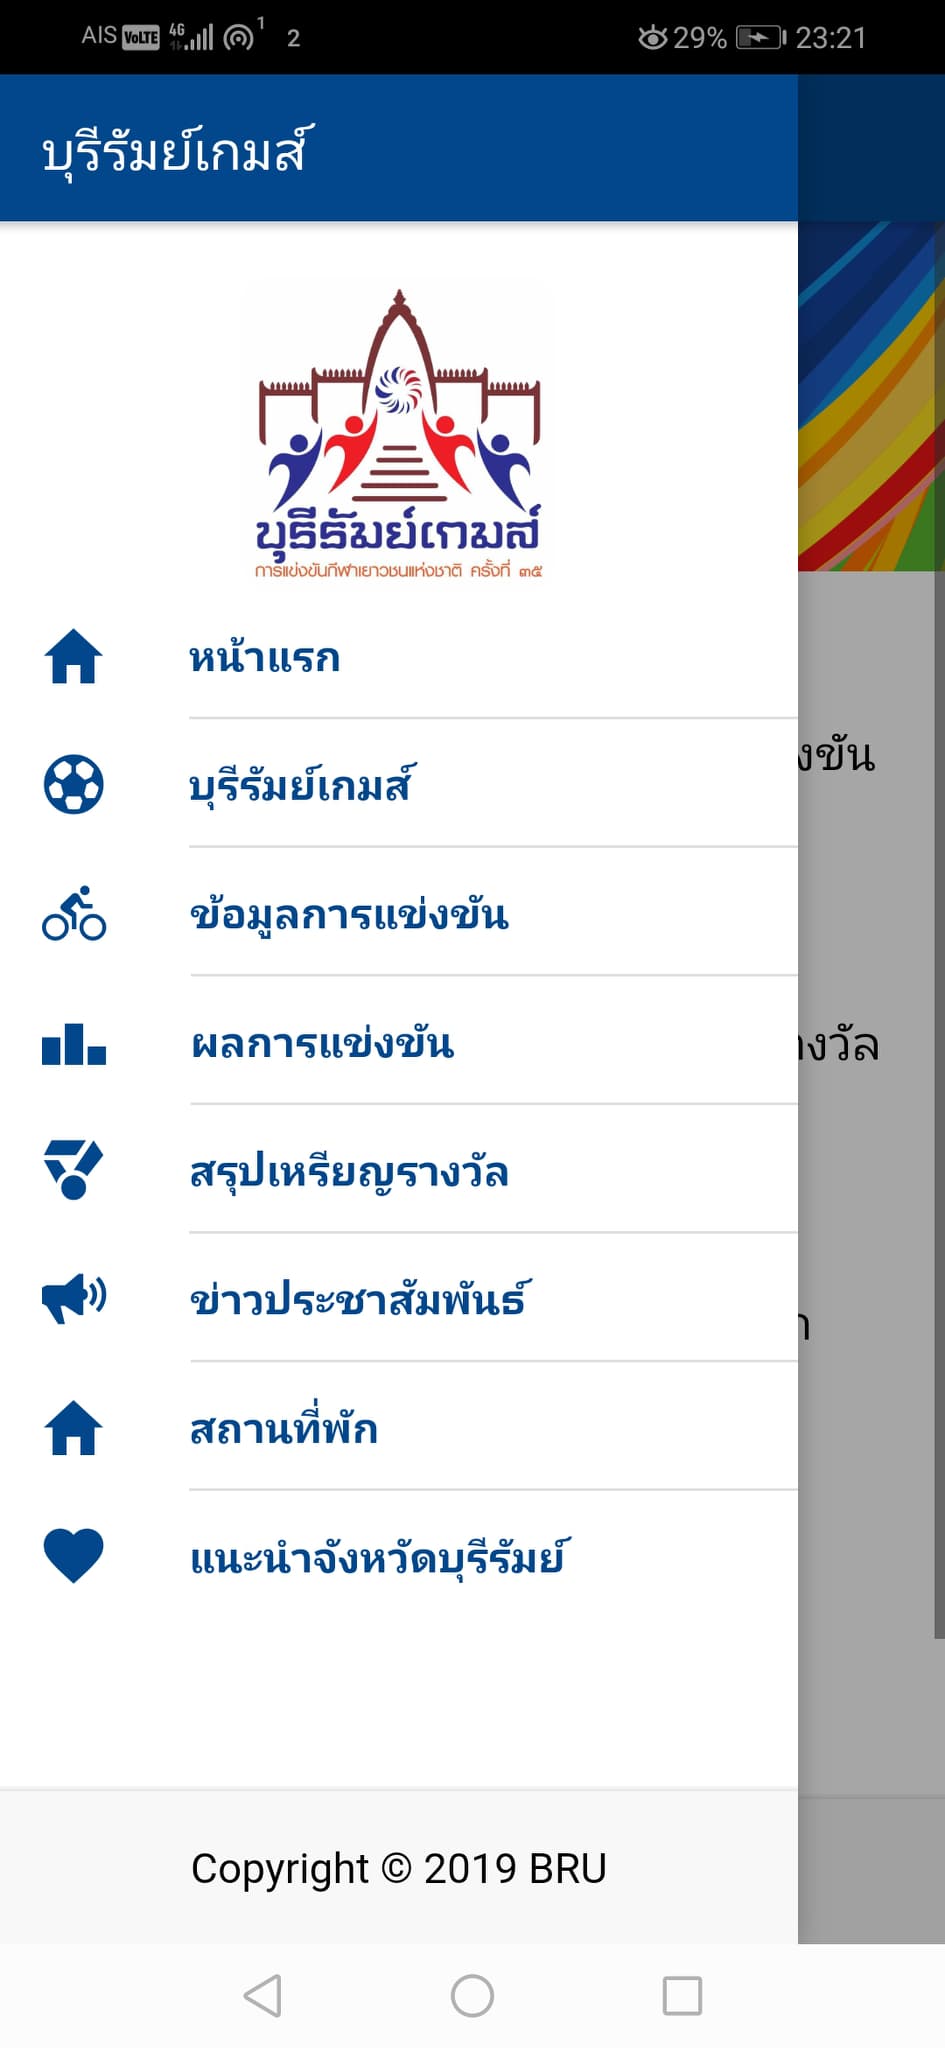 AIS VoLTE 4G 1 2 29% 23:21
บุรีรัมย์เกมส์
บุรีรัมย์เกมส์
การแข่งขันกีฬาเยาวชนแห่งชาติ ครั้งที่ ๓๕
หน้าแรก
งขัน
บุรีรัมย์เกมส์
ข้อมูลการแข่งขัน
ผลการแข่งขัน
างวัล
สรุปเหรียญรางวัล
ข่าวประชาสัมพันธ์
สถานที่พัก
แนะนำจังหวัดบุรีรัมย์
Copyright © 2019 BRU